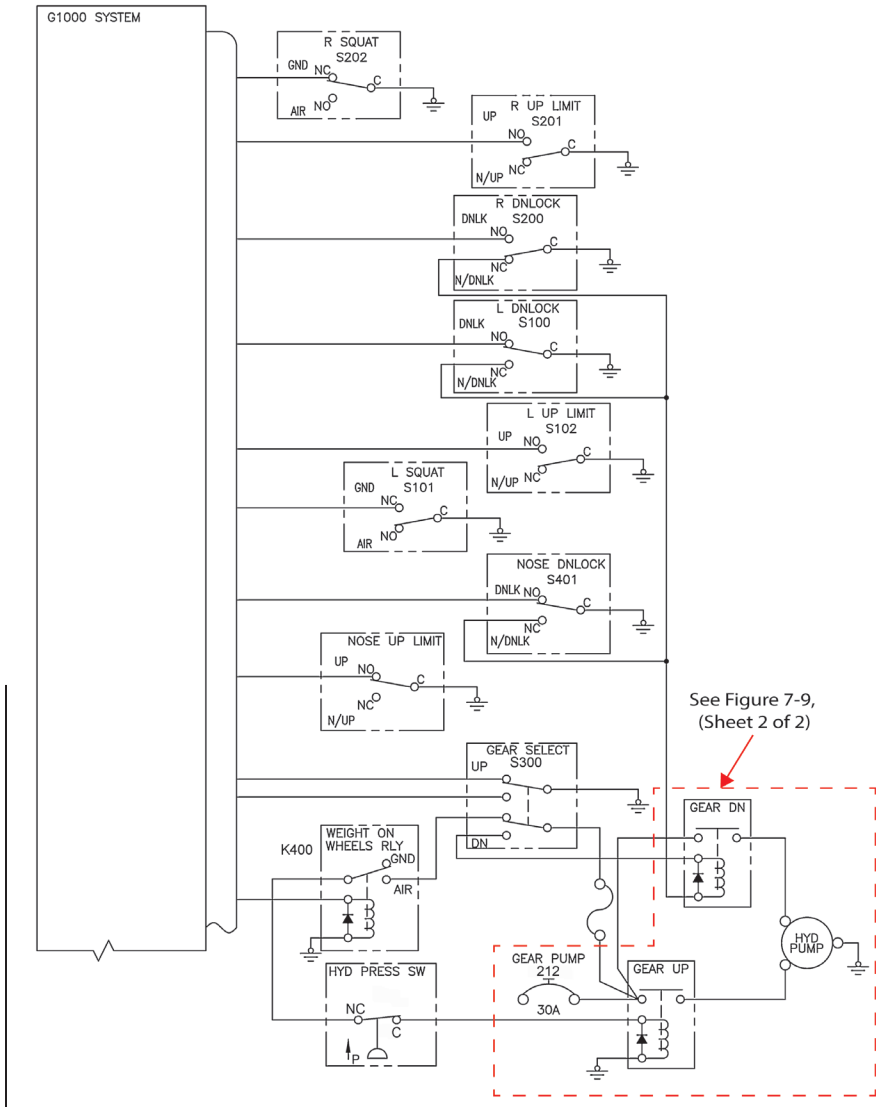 G1000 SYSTEM
R SQUAT
S202
GND NC
C
AIR NO
R UP LIMIT
UP
S201
NO
C
NC
N/UP
R DNLOCK
DNLK S200
NO
C
NC
N/DNLK
L DNLOCK
DNLK S100
NO
C
NC
N/DNLK
L UP LIMIT
S102
UP NO
C
N/UP NC
L SQUAT
S101
GND
NC
C
NO
AIR
NOSE DNLOCK
S401
DNLK NO
C
NC
N/DNLK
NOSE UP LIMIT
UP
NO
C
NC
N/UP
See Figure 7-9,
(Sheet 2 of 2)
GEAR SELECT
UP S300
DN
GEAR DN
K400
WEIGHT ON
WHEELS RLY
GND
AIR
HYD
PUMP
GEAR PUMP
212
30A
GEAR UP
HYD PRESS SW
NC
C
P